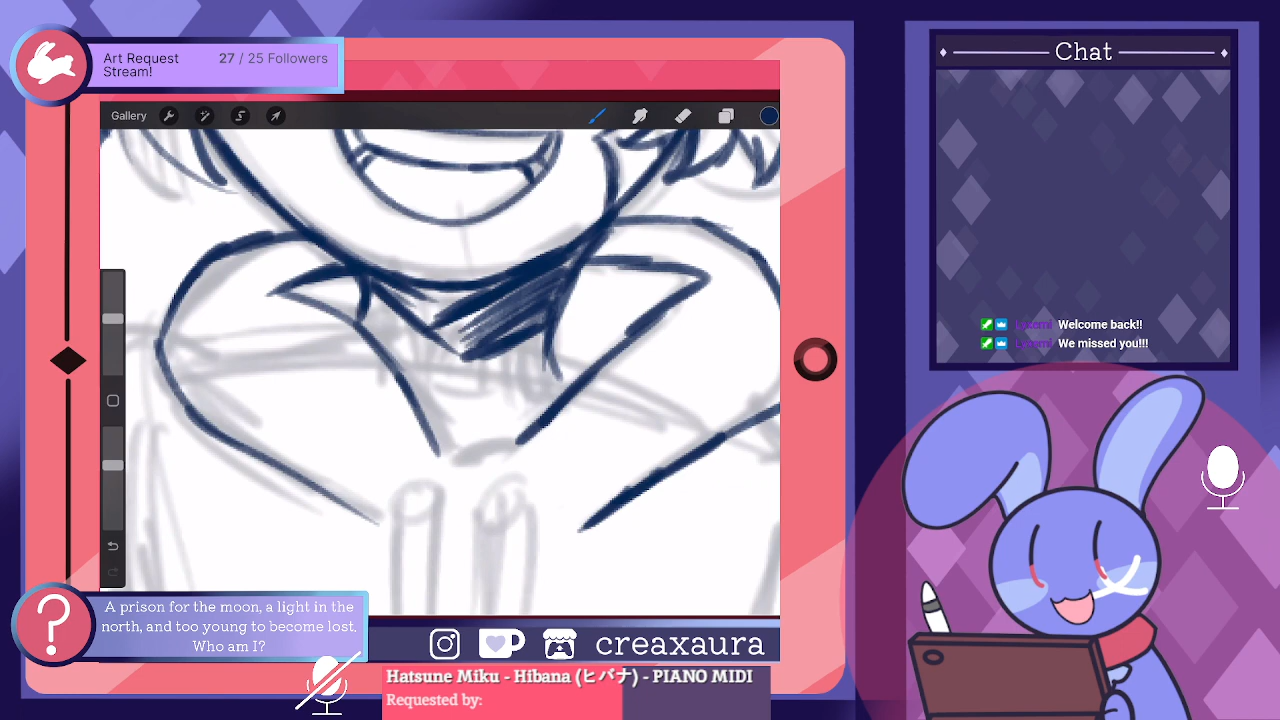 Art Request
Stream!
27 / 25 Followers
Gallery
Chat
Welcome back!!
We missed you!!!
A prison for the moon, a light in the
north, and too young to become lost.
Who am I?
creaxaura
Hatsune Miku - Hibana (ヒバナ) - PIANO MIDI
Requested by: